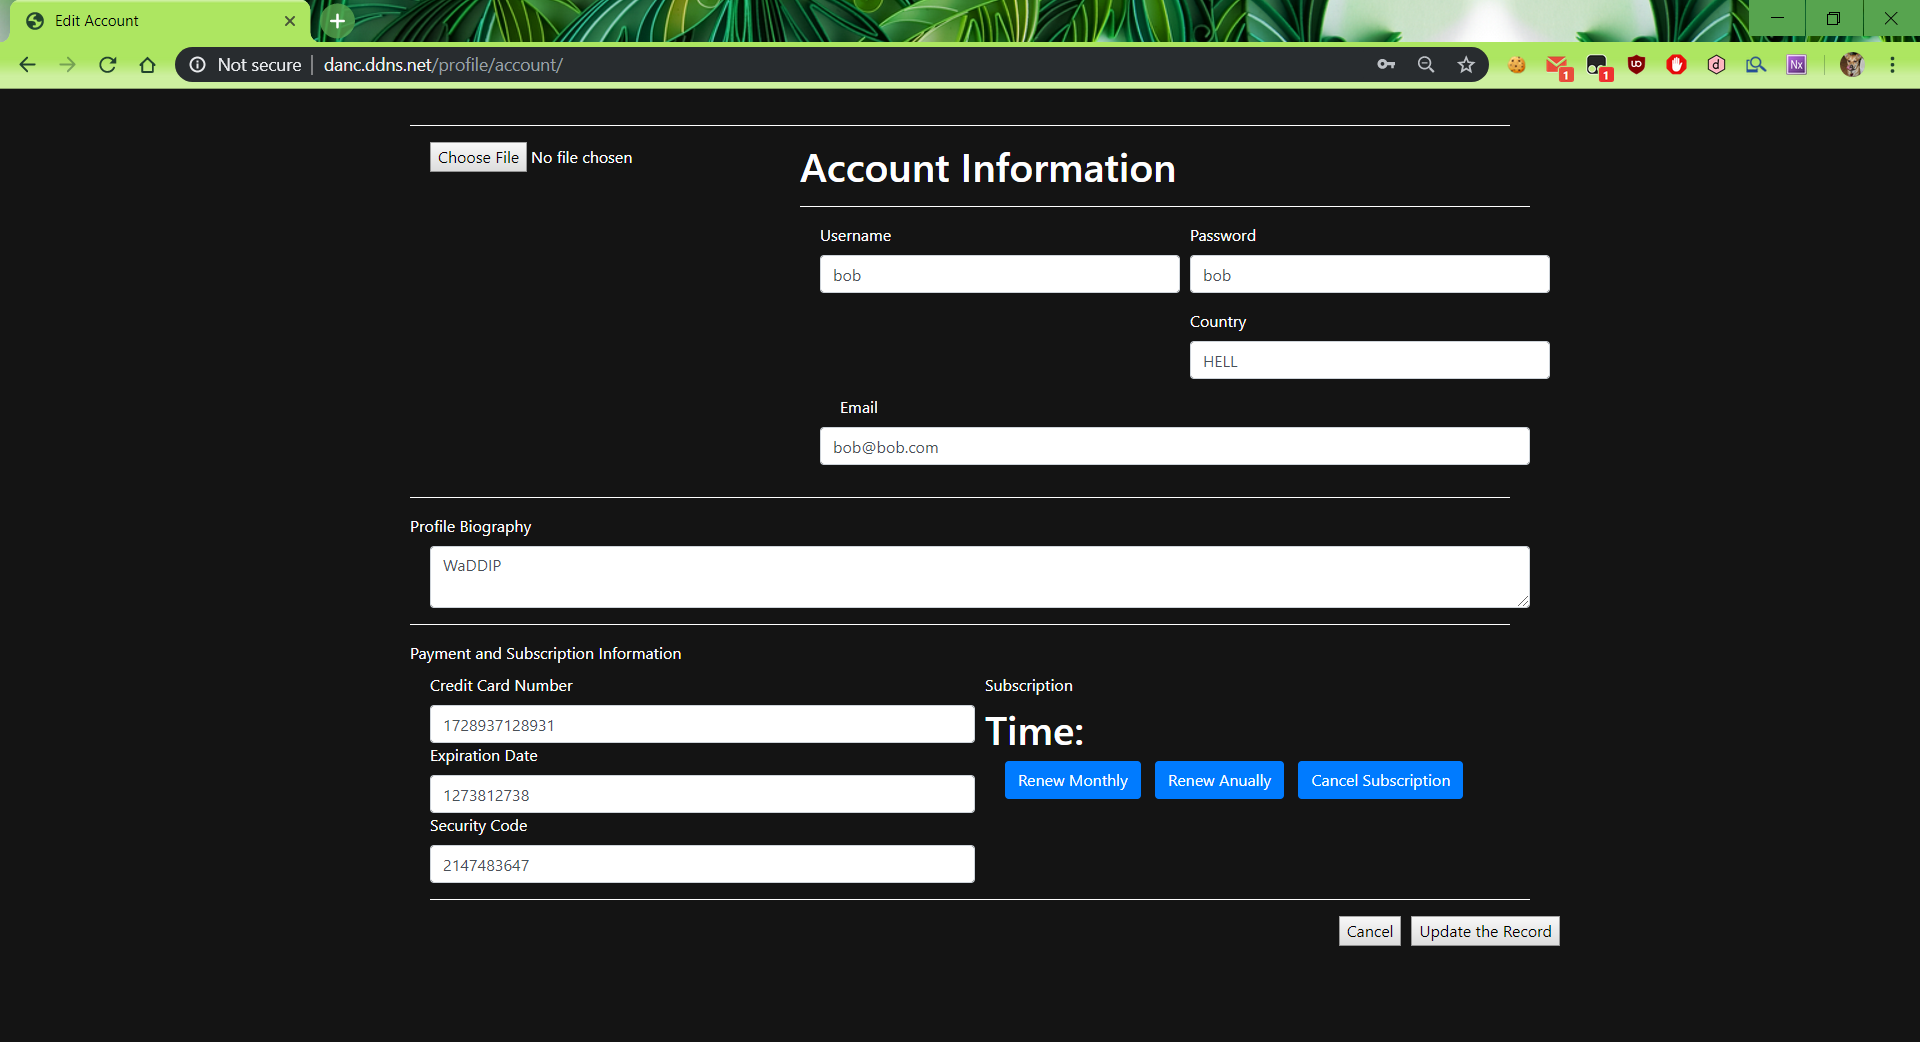 Edit Account
Not secure
danc.ddns.net/profile/account/
1
1
Nx
Choose File No file chosen
Account Information
Username Password
bob bob
Country
HELL
Email
bob@bob.com
Profile Biography
WaDDIP
Payment and Subscription Information
Credit Card Number Subscription
1728937128931 Time:
Expiration Date
Renew Monthly Renew Anually Cancel Subscription
1273812738
Security Code
2147483647
Cancel Update the Record